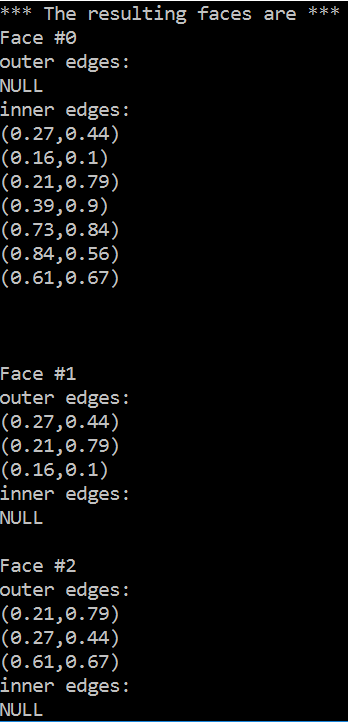 *** The resulting faces are ***
Face #0
outer edges:
NULL
inner edges:
(0.27,0.44)
(0.16,0.1)
(0.21,0.79)
(0.39,0.9)
(0.73,0.84)
(0.84,0.56)
(0.61,0.67)
Face #1
outer edges:
(0.27,0.44)
(0.21,0.79)
(0.16,0.1)
inner edges:
NULL
Face #2
outer edges:
(0.21,0.79)
(0.27,0.44)
(0.61,0.67)
inner edges:
NULL